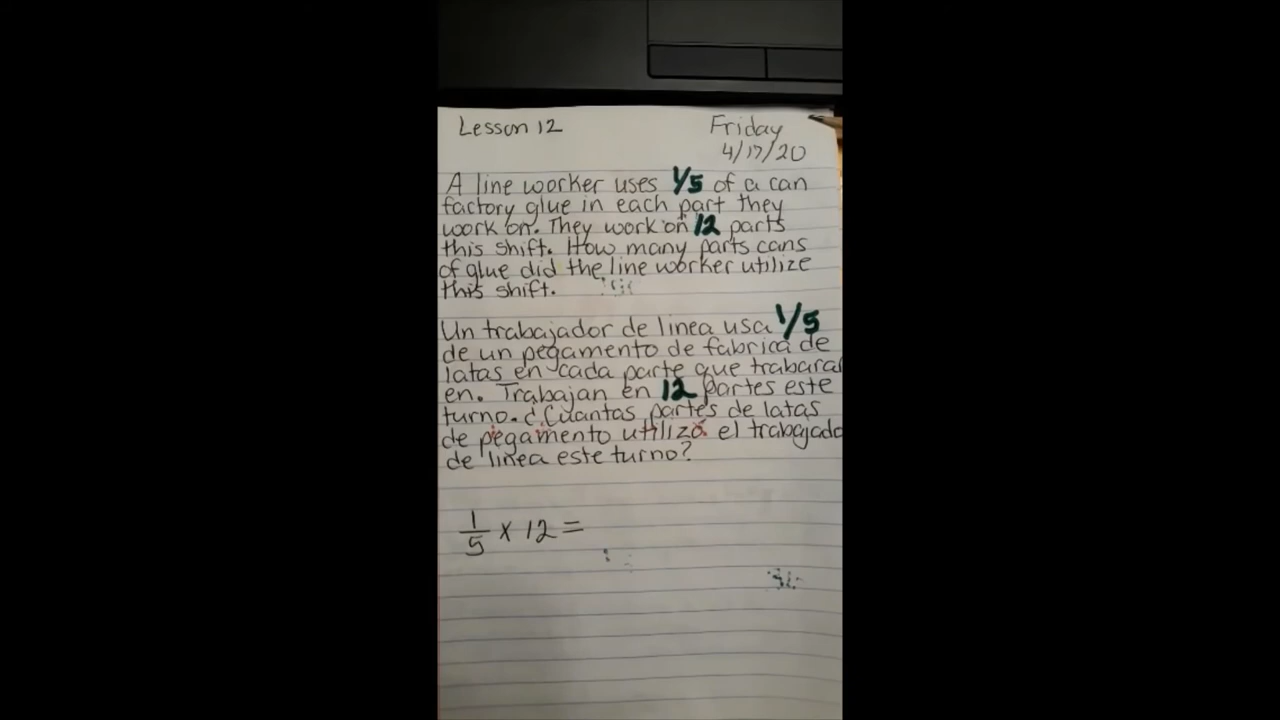 Lesson 12
Friday
4/17/20
A line worker uses 1/5 of a can
factory glue in each part they
work on. They work on 12 parts
this shift. How many parts cans
of glue did the line worker utilize
this shift.
Un trabajador de linea usa 1/5
de un pegamento de fabrica de
latas en cada parte que trabaral
en. Trabajan en 12 partes este
turno. ¿Cuantas partes de latas
de pegamento utilizó el trabajado
de linea este turno?
1/5 x 12 =